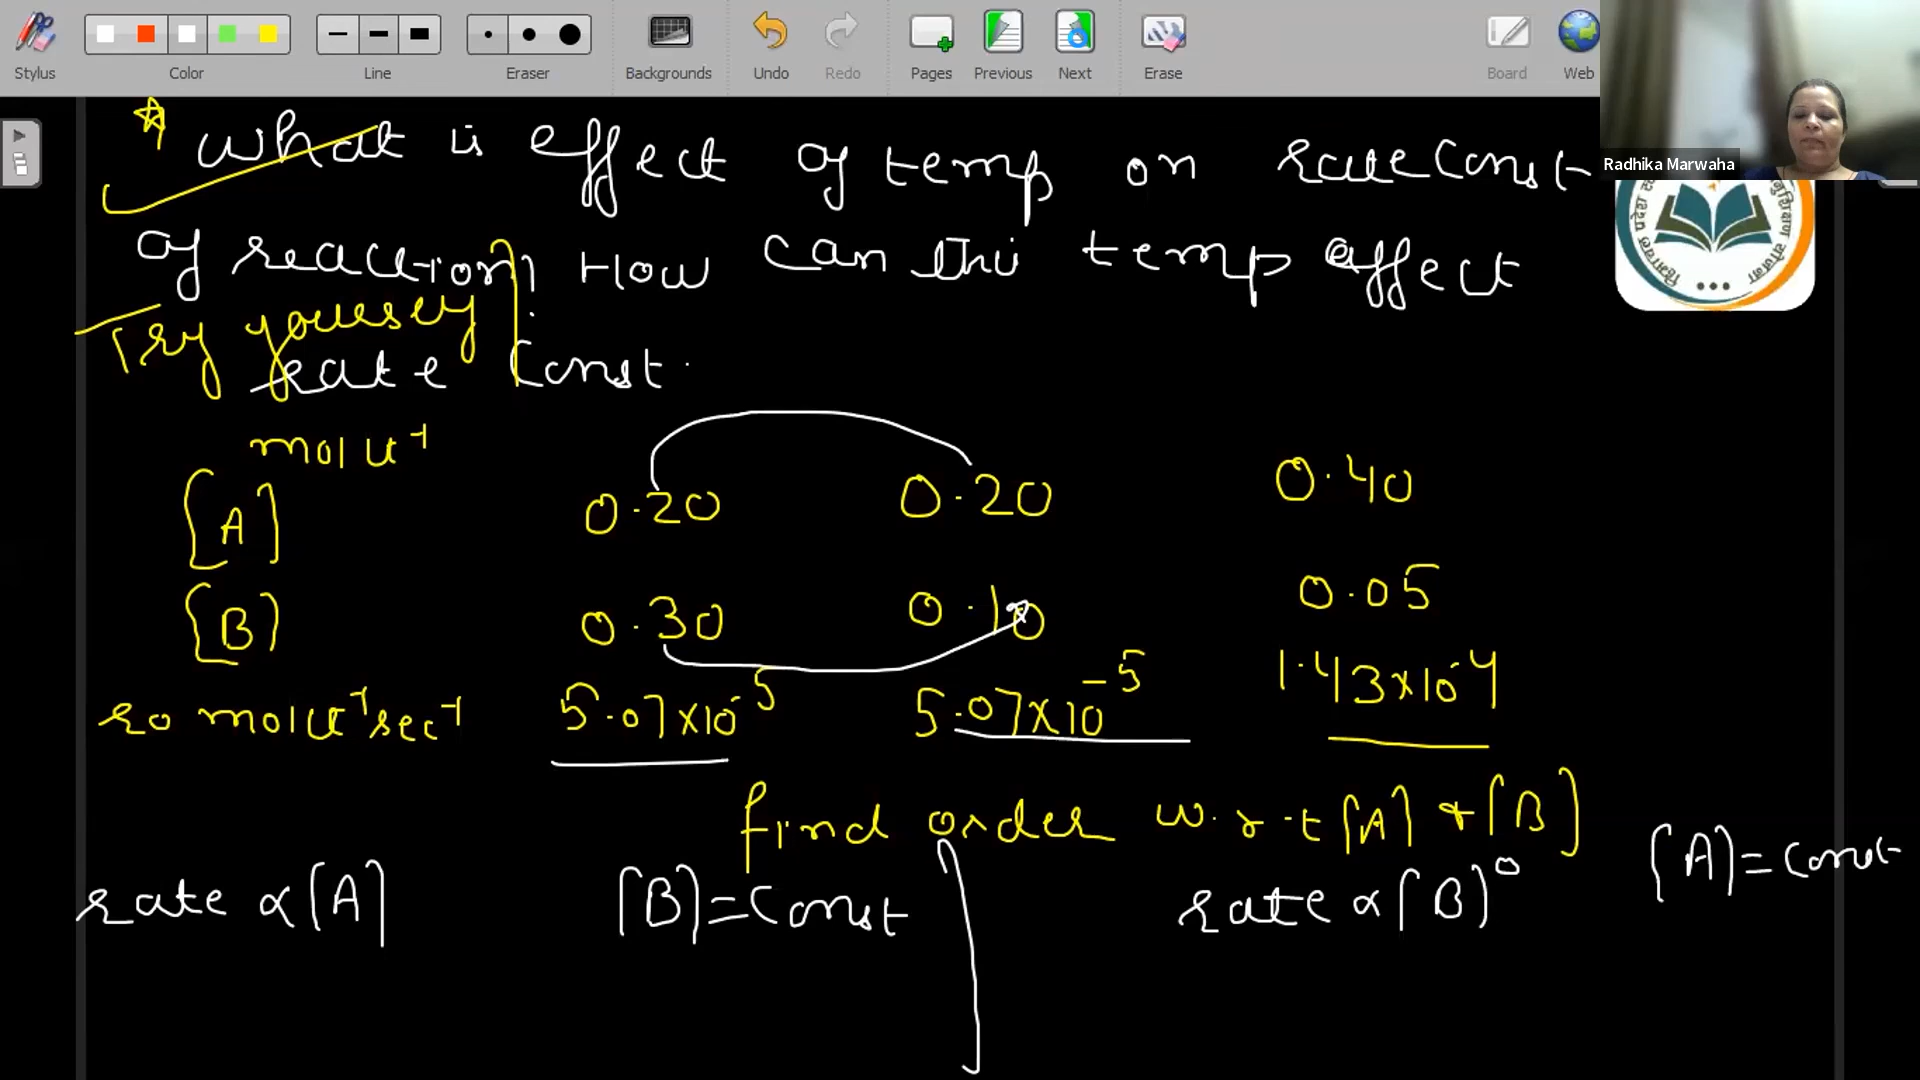 Stylus Color Line Eraser Backgrounds Undo Redo Pages Previous Next Erase Board Web
Radhika Marwaha
What is effect of temp on rate Const
of reaction? How can this temp affect
Try yourself
rate Const.
mol lit⁻¹
[A] 0.20 0.20 0.40
[B] 0.30 0.10 0.05
r₀ mol lit⁻¹ sec⁻¹ 5.07×10⁻⁵ 5.07×10⁻⁵ 1.43×10⁻⁴
find order w.r.t [A] & [B]
rate ∝ [A] [B] = Const rate ∝ [B]⁰ [A] = Const